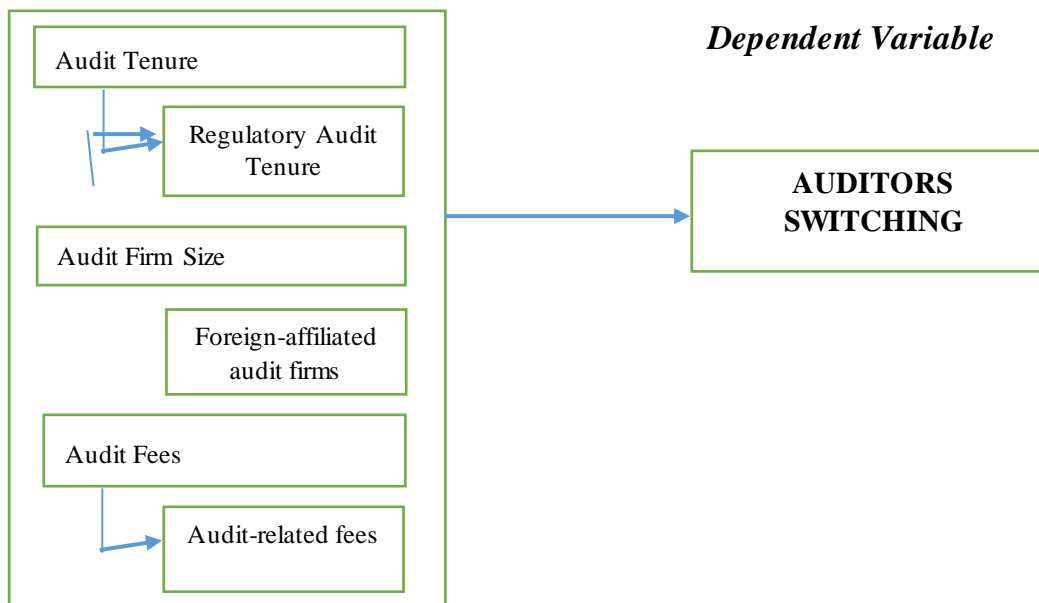 Audit Tenure
Regulatory Audit
Tenure
Audit Firm Size
Foreign-affiliated
audit firms
Audit Fees
Audit-related fees
Dependent Variable
AUDITORS
SWITCHING